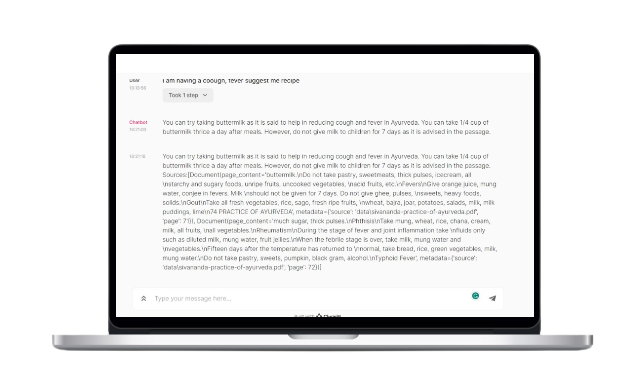 User I am having a coough, fever suggest me recipe
Took 1 step
Chatbot You can try taking buttermilk as it is said to help in reducing cough and fever in Ayurveda. You can take 1/4 cup of
buttermilk thrice a day after meals. However, do not give milk to children for 7 days as it is advised in the passage.
You can try taking buttermilk as it is said to help in reducing cough and fever in Ayurveda. You can take 1/4 cup of
buttermilk thrice a day after meals. However, do not give milk to children for 7 days as it is advised in the passage.
Sources:[Document(page_content='buttermilk.\nDo not take pastry, sweetmeats, thick pulses, icecream, all
\nstarchy and sugary foods, unripe fruits, uncooked vegetables, \nacid fruits, etc.\nFevers\nGive orange juice, mung
water, conjee in fevers. Milk \nshould not be given for 7 days. Do not give ghee, pulses, \nsweets, heavy foods,
solids.\nGout\nTake all fresh vegetables, rice, sago, fresh ripe fruits, \nwheat, bajra, joar, potatoes, salads, milk, milk
puddings, lime\n74 PRACTICE OF AYURVEDA', metadata={'source': 'data\\sivananda-practice-of-ayurveda.pdf',
'page': 71}), Document(page_content='much sugar, thick pulses.\nPhthisis\nTake mung, wheat, rice, chana, cream,
milk, all fruits, \nall vegetables.\nRheumatism\nDuring the stage of fever and joint inflammation take \nfluids only
such as diluted milk, mung water, fruit jellies.\nWhen the febrile stage is over, take milk, mung water and
\nvegetables.\nFifteen days after the temperature has returned to \nnormal, take bread, rice, green vegetables, milk,
mung water.\nDo not take pastry, sweets, pumpkin, black gram, alcohol.\nTyphoid Fever', metadata={'source':
'data\\sivananda-practice-of-ayurveda.pdf', 'page': 72})]
Type your message here...